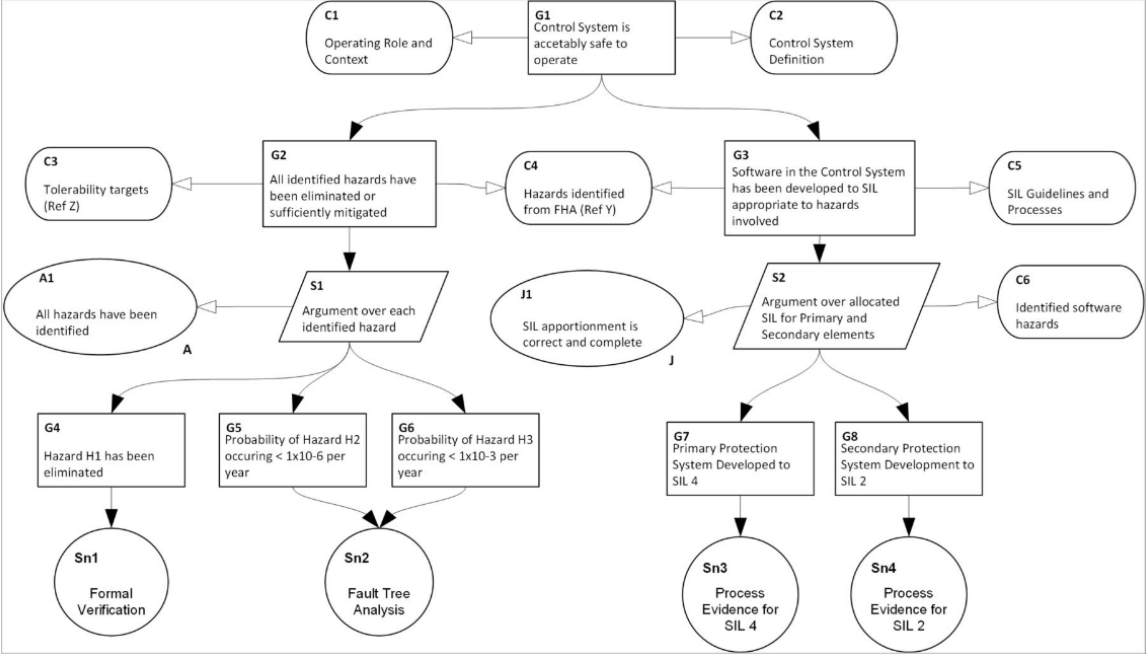 C1
Operating Role and
Context
G1
Control System is
accetably safe to
operate
C2
Control System
Definition
C3
Tolerability targets
(Ref Z)
G2
All identified hazards have
been eliminated or
sufficiently mitigated
C4
Hazards identified
from FHA (Ref Y)
G3
Software in the Control System
has been developed to SIL
appropriate to hazards
involved
C5
SIL Guidelines and
Processes
A1
All hazards have been
identified
A
S1
Argument over each
identified hazard
J1
SIL apportionment is
correct and complete
J
S2
Argument over allocated
SIL for Primary and
Secondary elements
C6
Identified software
hazards
G4
Hazard H1 has been
eliminated
G5
Probability of Hazard H2
occuring < 1x10-6 per
year
G6
Probability of Hazard H3
occuring < 1x10-3 per
year
G7
Primary Protection
System Developed to
SIL 4
G8
Secondary Protection
System Development to
SIL 2
Sn1
Formal
Verification
Sn2
Fault Tree
Analysis
Sn3
Process
Evidence for
SIL 4
Sn4
Process
Evidence for
SIL 2